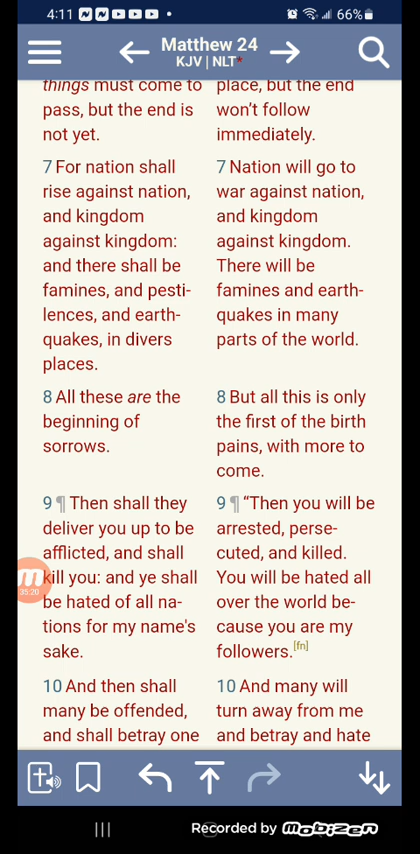 4:11
66%
Matthew 24
KJV | NLT*
things must come to
pass, but the end is
not yet.
7 For nation shall
rise against nation,
and kingdom
against kingdom:
and there shall be
famines, and pesti-
lences, and earth-
quakes, in divers
places.
8 All these are the
beginning of
sorrows.
9 ¶ Then shall they
deliver you up to be
afflicted, and shall
kill you: and ye shall
be hated of all na-
tions for my name's
sake.
10 And then shall
many be offended,
and shall betray one
place, but the end
won’t follow
immediately.
7 Nation will go to
war against nation,
and kingdom
against kingdom.
There will be
famines and earth-
quakes in many
parts of the world.
8 But all this is only
the first of the birth
pains, with more to
come.
9 ¶ “Then you will be
arrested, perse-
cuted, and killed.
You will be hated all
over the world be-
cause you are my
followers.[fn]
10 And many will
turn away from me
and betray and hate
m
35:20
Recorded by mobizen